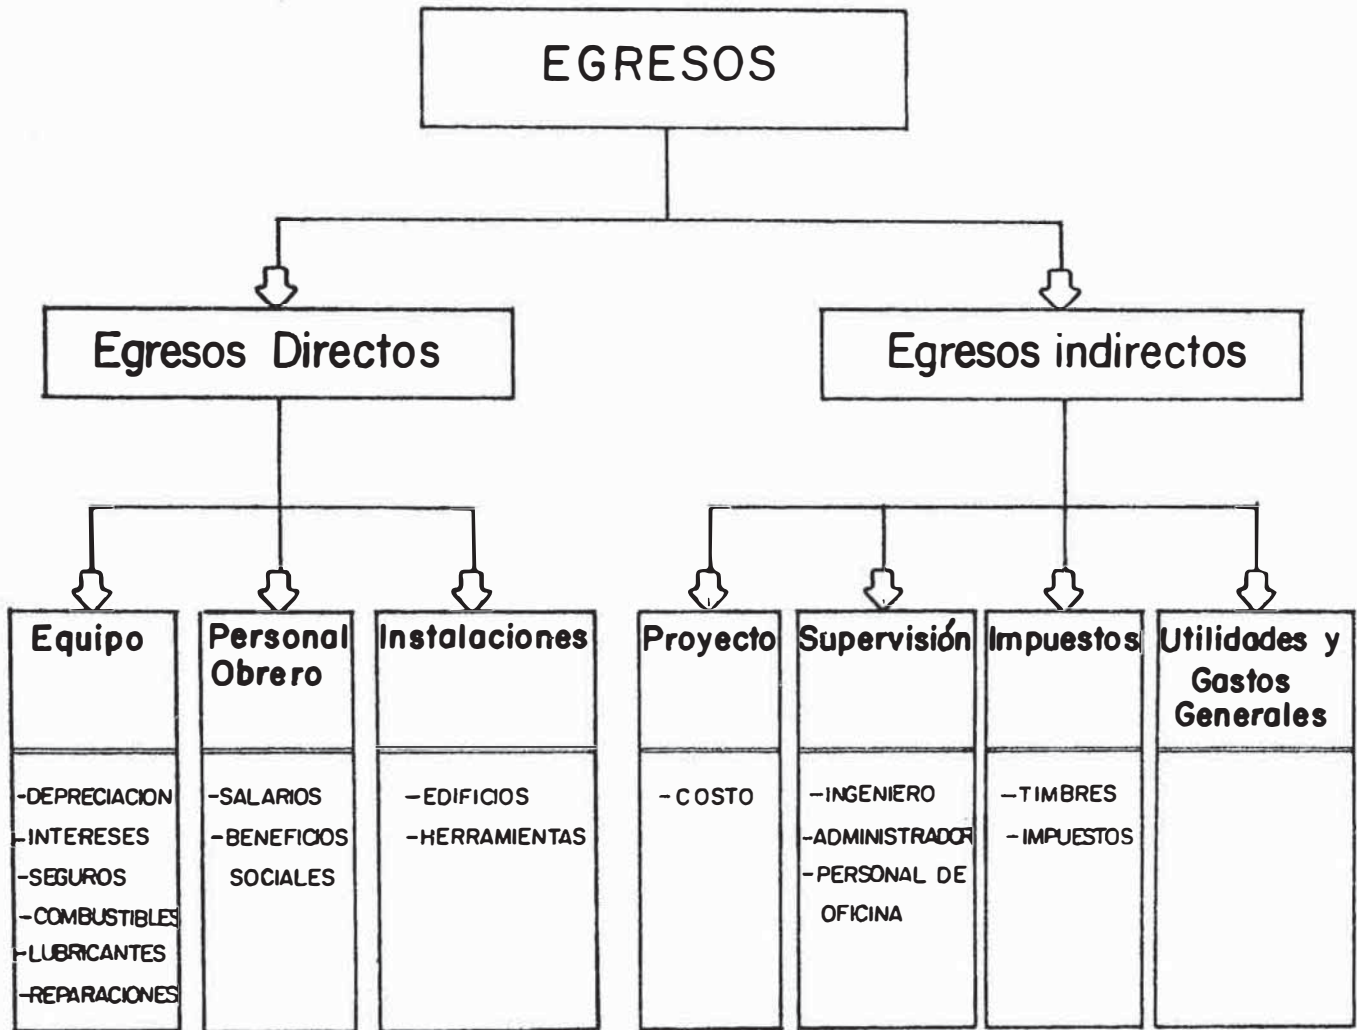 EGRESOS
Egresos Directos
Egresos indirectos
Equipo
-DEPRECIACION
-INTERESES
-SEGUROS
-COMBUSTIBLES
-LUBRICANTES
-REPARACIONES
Personal
Obrero
-SALARIOS
-BENEFICIOS
SOCIALES
Instalaciones
-EDIFICIOS
-HERRAMIENTAS
Proyecto
-COSTO
Supervisión
-INGENIERO
-ADMINISTRADOR
-PERSONAL DE
OFICINA
Impuestos
-TIMBRES
-IMPUESTOS
Utilidades y
Gastos
Generales